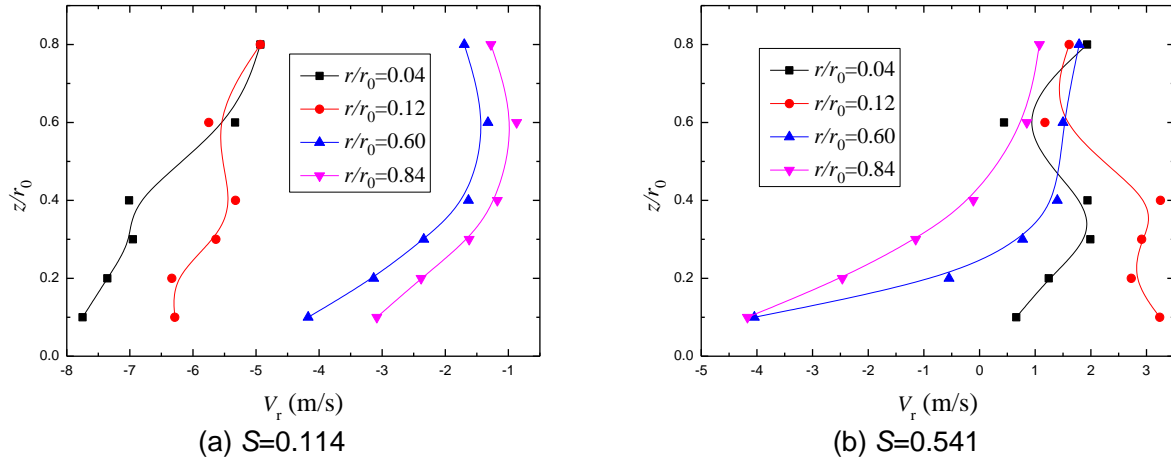 0.8
0.6
0.4
0.2
0.0
z/r0
r/r0=0.04
r/r0=0.12
r/r0=0.60
r/r0=0.84
-8 -7 -6 -5 -4 -3 -2 -1
Vr (m/s)
(a) S=0.114
0.8
0.6
0.4
0.2
0.0
z/r0
r/r0=0.04
r/r0=0.12
r/r0=0.60
r/r0=0.84
-5 -4 -3 -2 -1 0 1 2 3
Vr (m/s)
(b) S=0.541